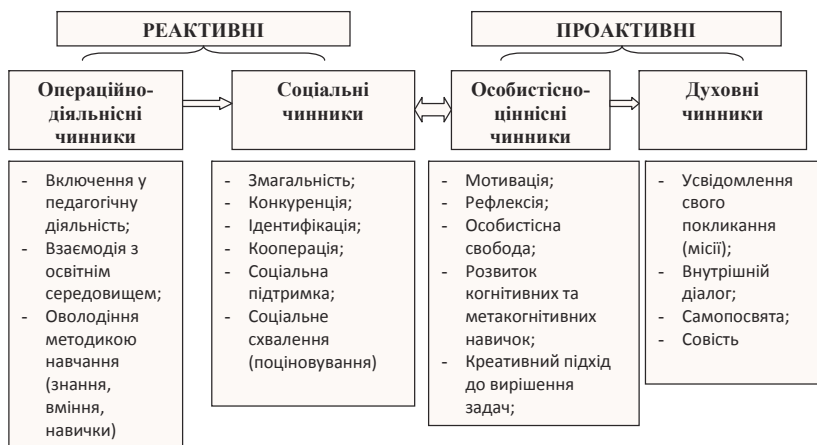 РЕАКТИВНІ
ПРОАКТИВНІ
Операційно-
діяльнісні
чинники
Соціальні
чинники
Особистісно-
ціннісні
чинники
Духовні
чинники
- Включення у
педагогічну
діяльність;
- Взаємодія з
освітнім
середовищем;
- Оволодіння
методикою
навчання
(знання,
вміння,
навички)
- Змагальність;
- Конкуренція;
- Ідентифікація;
- Кооперація;
- Соціальна
підтримка;
- Соціальне
схвалення
(поціновування)
- Мотивація;
- Рефлексія;
- Особистісна
свобода;
- Розвиток
когнітивних та
метакогнітивних
навичок;
- Креативний підхід
до вирішення
задач;
- Усвідомлення
свого
покликання
(місії);
- Внутрішній
діалог;
- Самопосвята;
- Совість